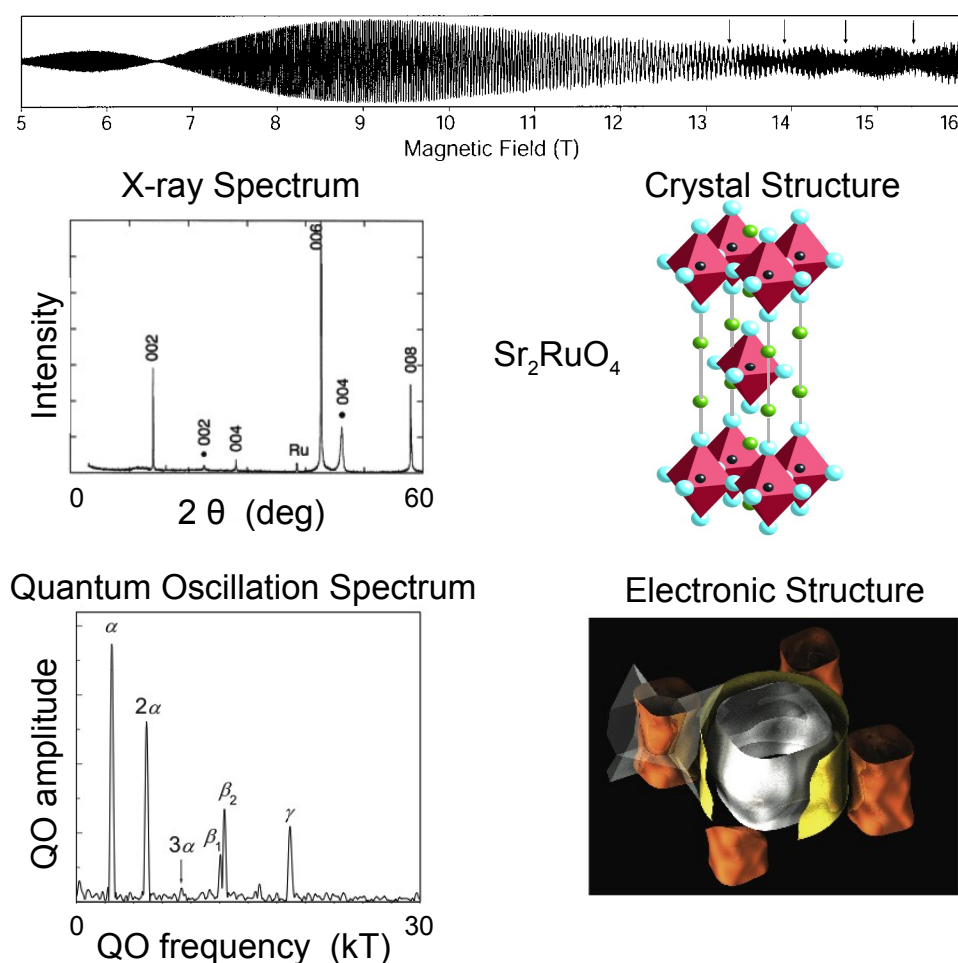 5 6 7 8 9 10 11 12 13 14 15 16
Magnetic Field (T)
X-ray Spectrum
Crystal Structure
Intensity
002
• 002
004
Ru
006
• 004
008
0 60
2 θ (deg)
Sr₂RuO₄
Quantum Oscillation Spectrum
Electronic Structure
QO amplitude
α
2α
3α
β₁
β₂
γ
0 30
QO frequency (kT)